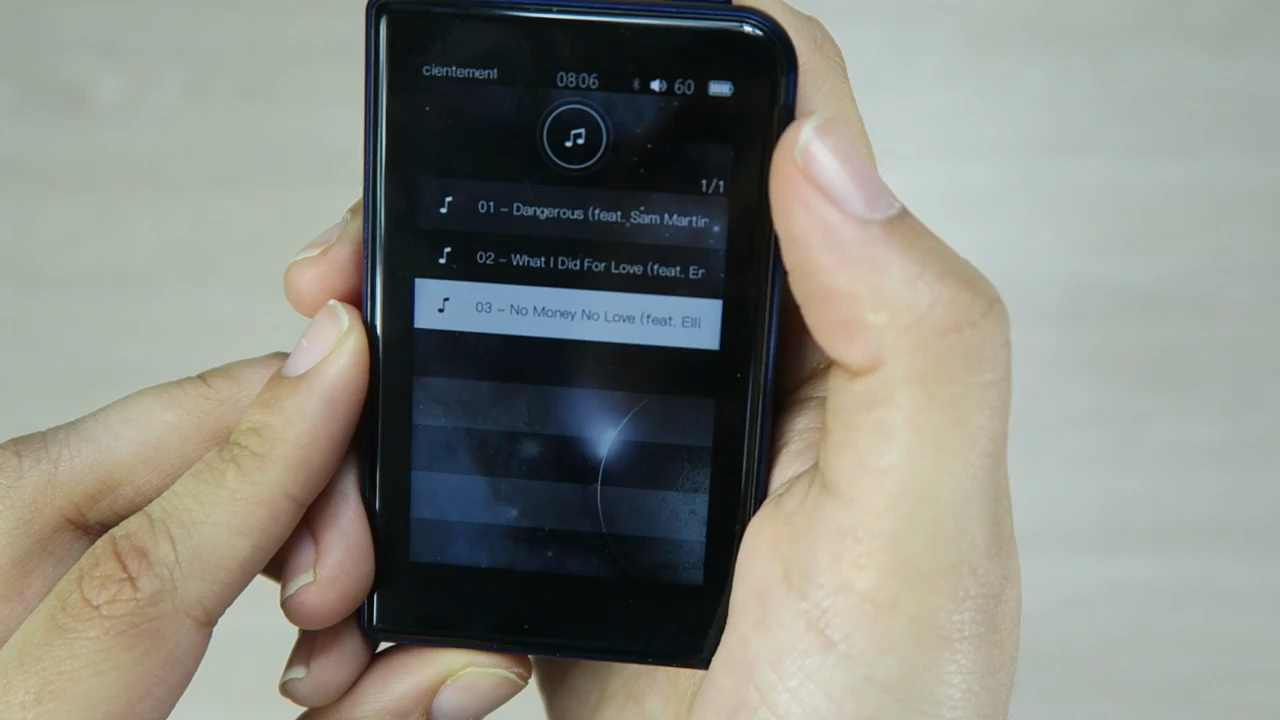 cientement 08:06 60
1/1
01 – Dangerous (feat. Sam Martin
02 – What I Did For Love (feat. Er
03 – No Money No Love (feat. Elli